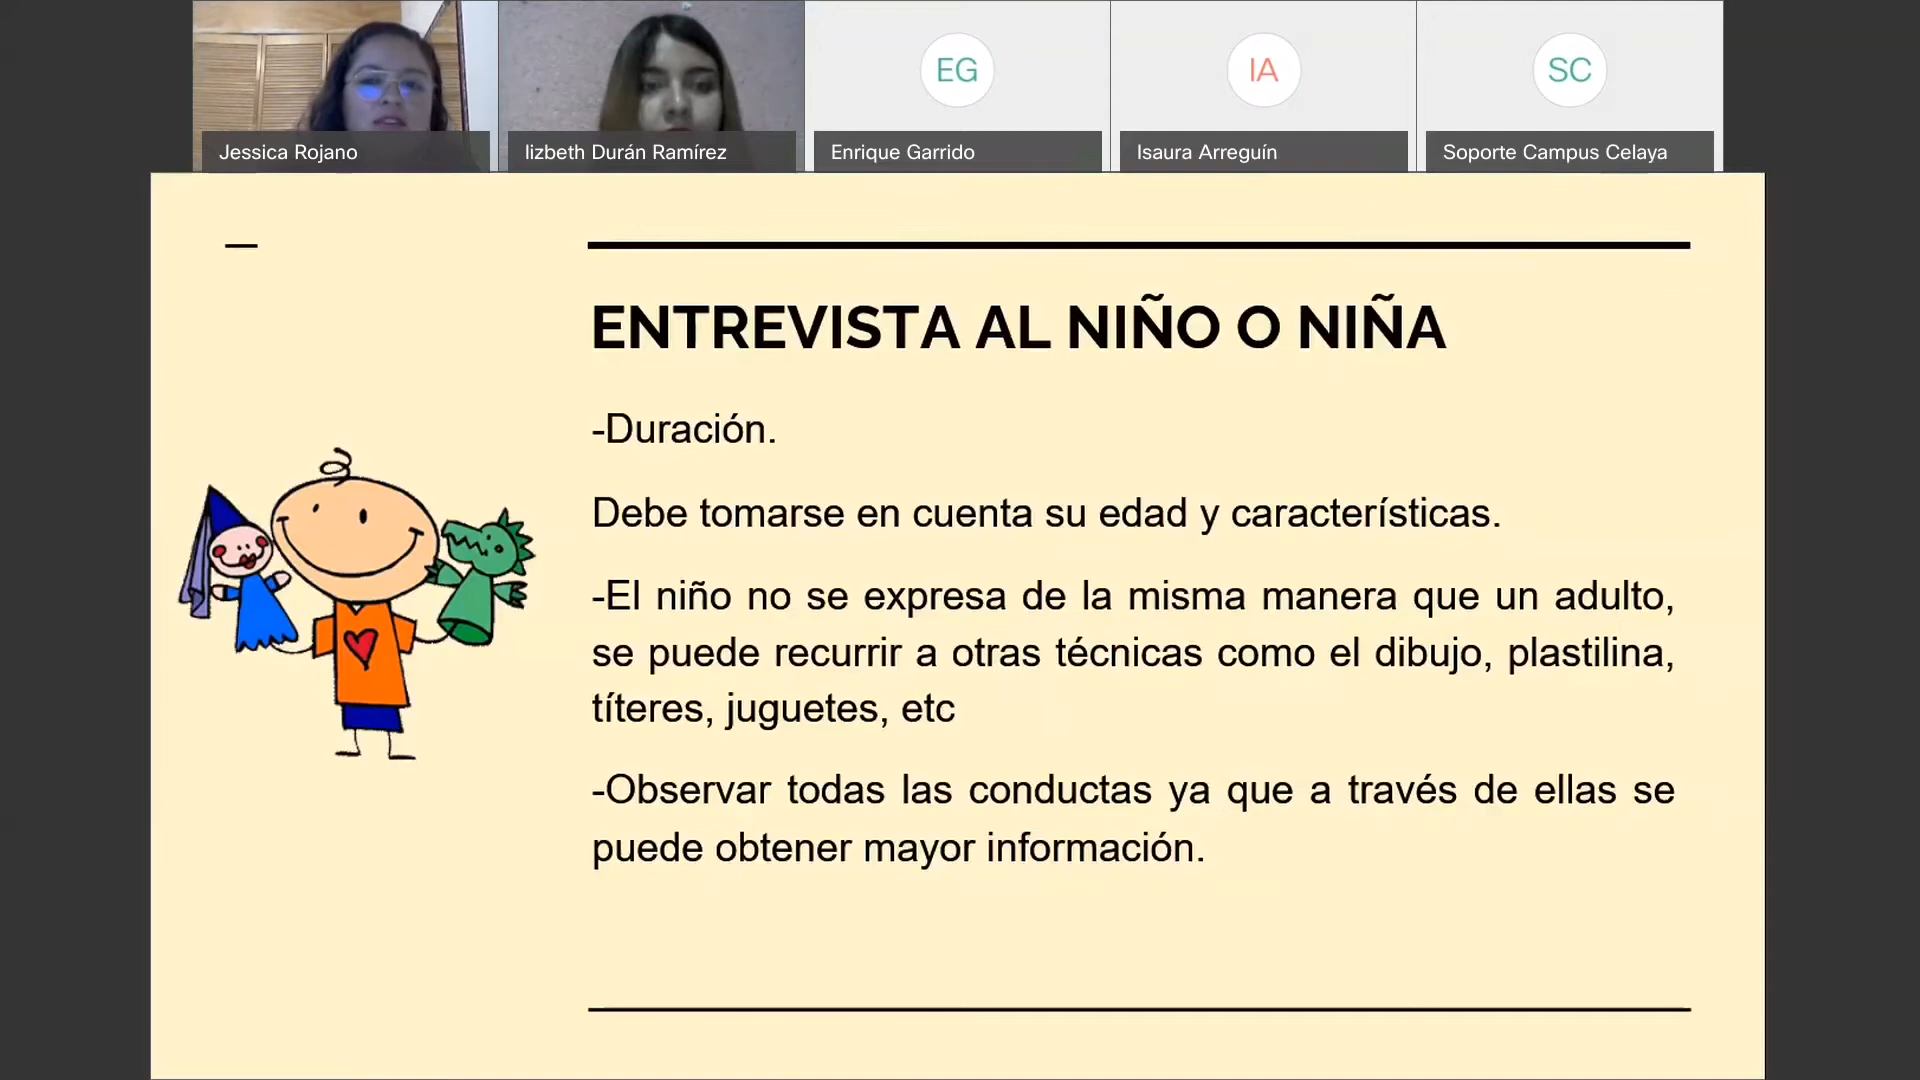 EG
IA
SC
Jessica Rojano
lizbeth Durán Ramírez
Enrique Garrido
Isaura Arreguín
Soporte Campus Celaya
ENTREVISTA AL NIÑO O NIÑA
-Duración.
Debe tomarse en cuenta su edad y características.
-El niño no se expresa de la misma manera que un adulto,
se puede recurrir a otras técnicas como el dibujo, plastilina,
títeres, juguetes, etc
-Observar todas las conductas ya que a través de ellas se
puede obtener mayor información.